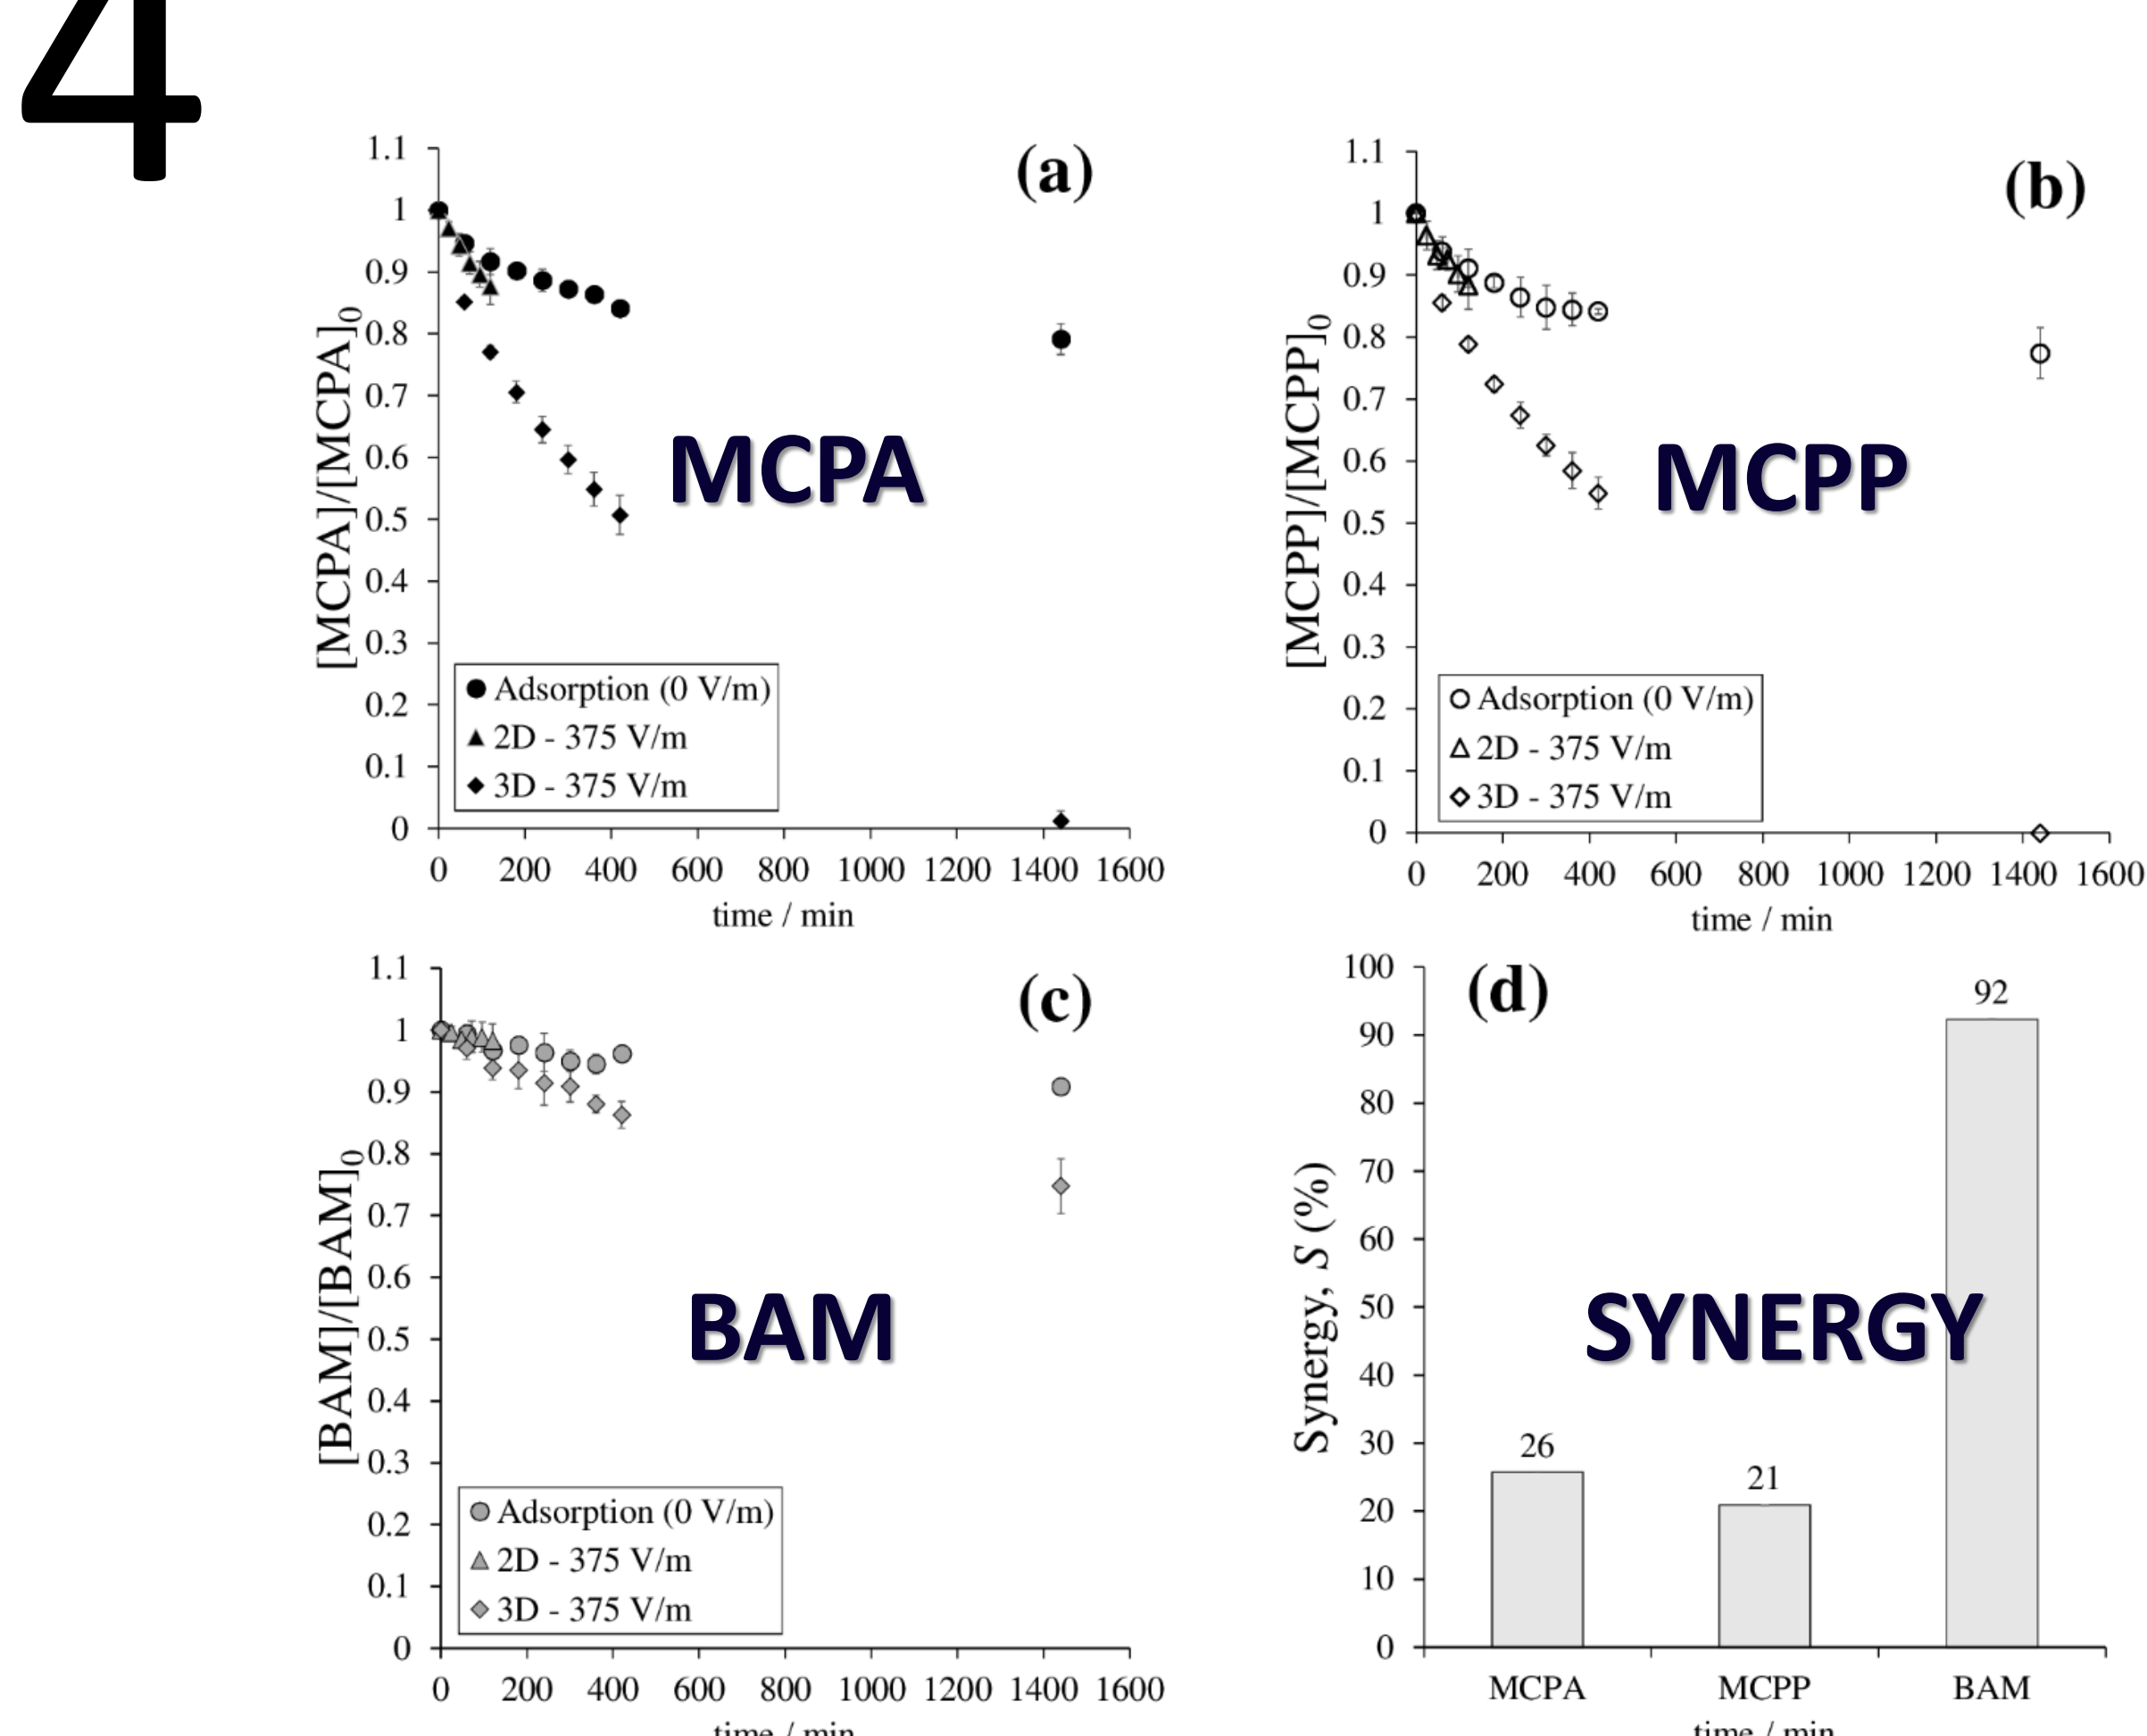 4
(a)
1.1
1
0.9
0.8
0.7
0.6
0.5
0.4
0.3
0.2
0.1
0
[MCPA]/[MCPA]0
MCPA
Adsorption (0 V/m)
2D - 375 V/m
3D - 375 V/m
0 200 400 600 800 1000 1200 1400 1600
time / min
(b)
1.1
1
0.9
0.8
0.7
0.6
0.5
0.4
0.3
0.2
0.1
0
[MCPP]/[MCPP]0
MCPP
Adsorption (0 V/m)
2D - 375 V/m
3D - 375 V/m
0 200 400 600 800 1000 1200 1400 1600
time / min
(c)
1.1
1
0.9
0.8
0.7
0.6
0.5
0.4
0.3
0.2
0.1
0
[BAM]/[BAM]0
BAM
Adsorption (0 V/m)
2D - 375 V/m
3D - 375 V/m
0 200 400 600 800 1000 1200 1400 1600
time / min
(d)
100
90
80
70
60
50
40
30
20
10
0
Synergy, S (%)
92
SYNERGY
26
21
MCPA MCPP BAM
time / min